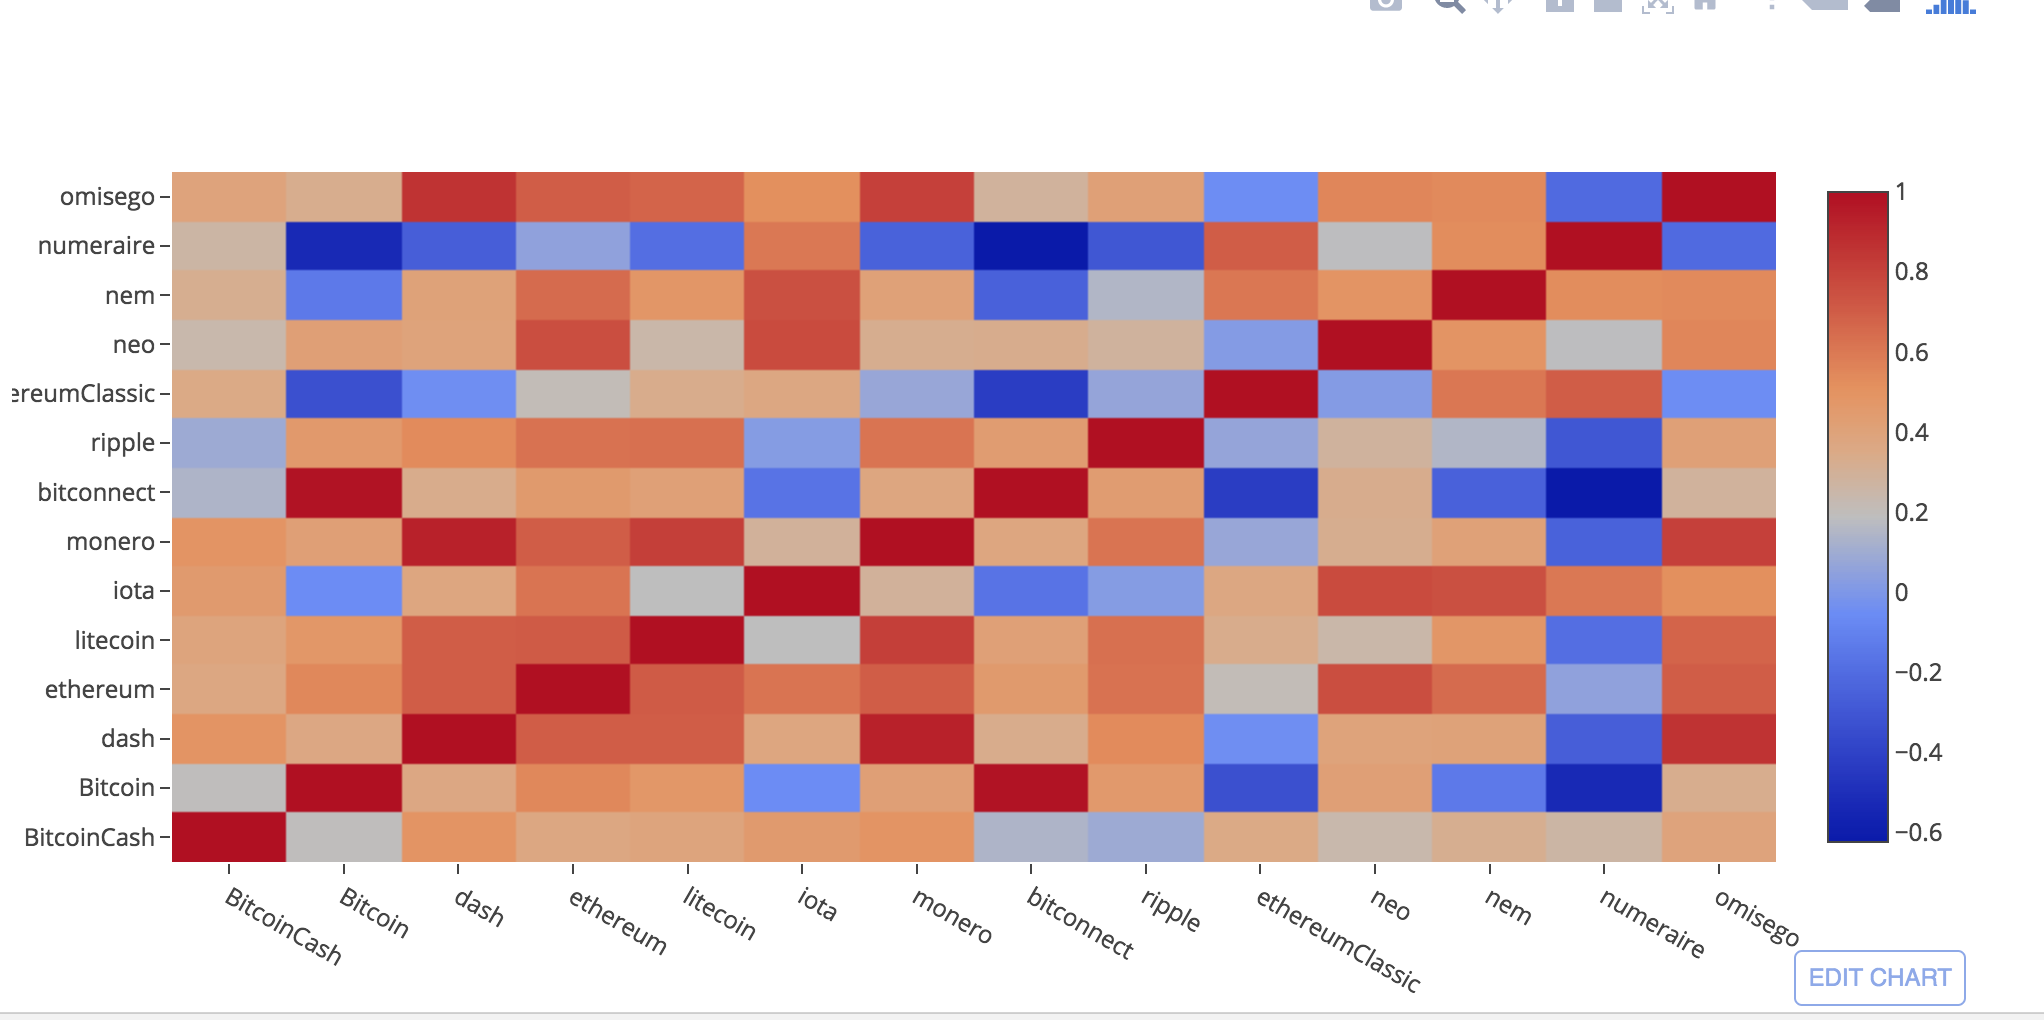 omisego
numeraire
nem
neo
ereumClassic
ripple
bitconnect
monero
iota
litecoin
ethereum
dash
Bitcoin
BitcoinCash
BitcoinCash
Bitcoin
dash
ethereum
litecoin
iota
monero
bitconnect
ripple
ethereumClassic
neo
nem
numeraire
omisego
1
0.8
0.6
0.4
0.2
0
−0.2
−0.4
−0.6
EDIT CHART